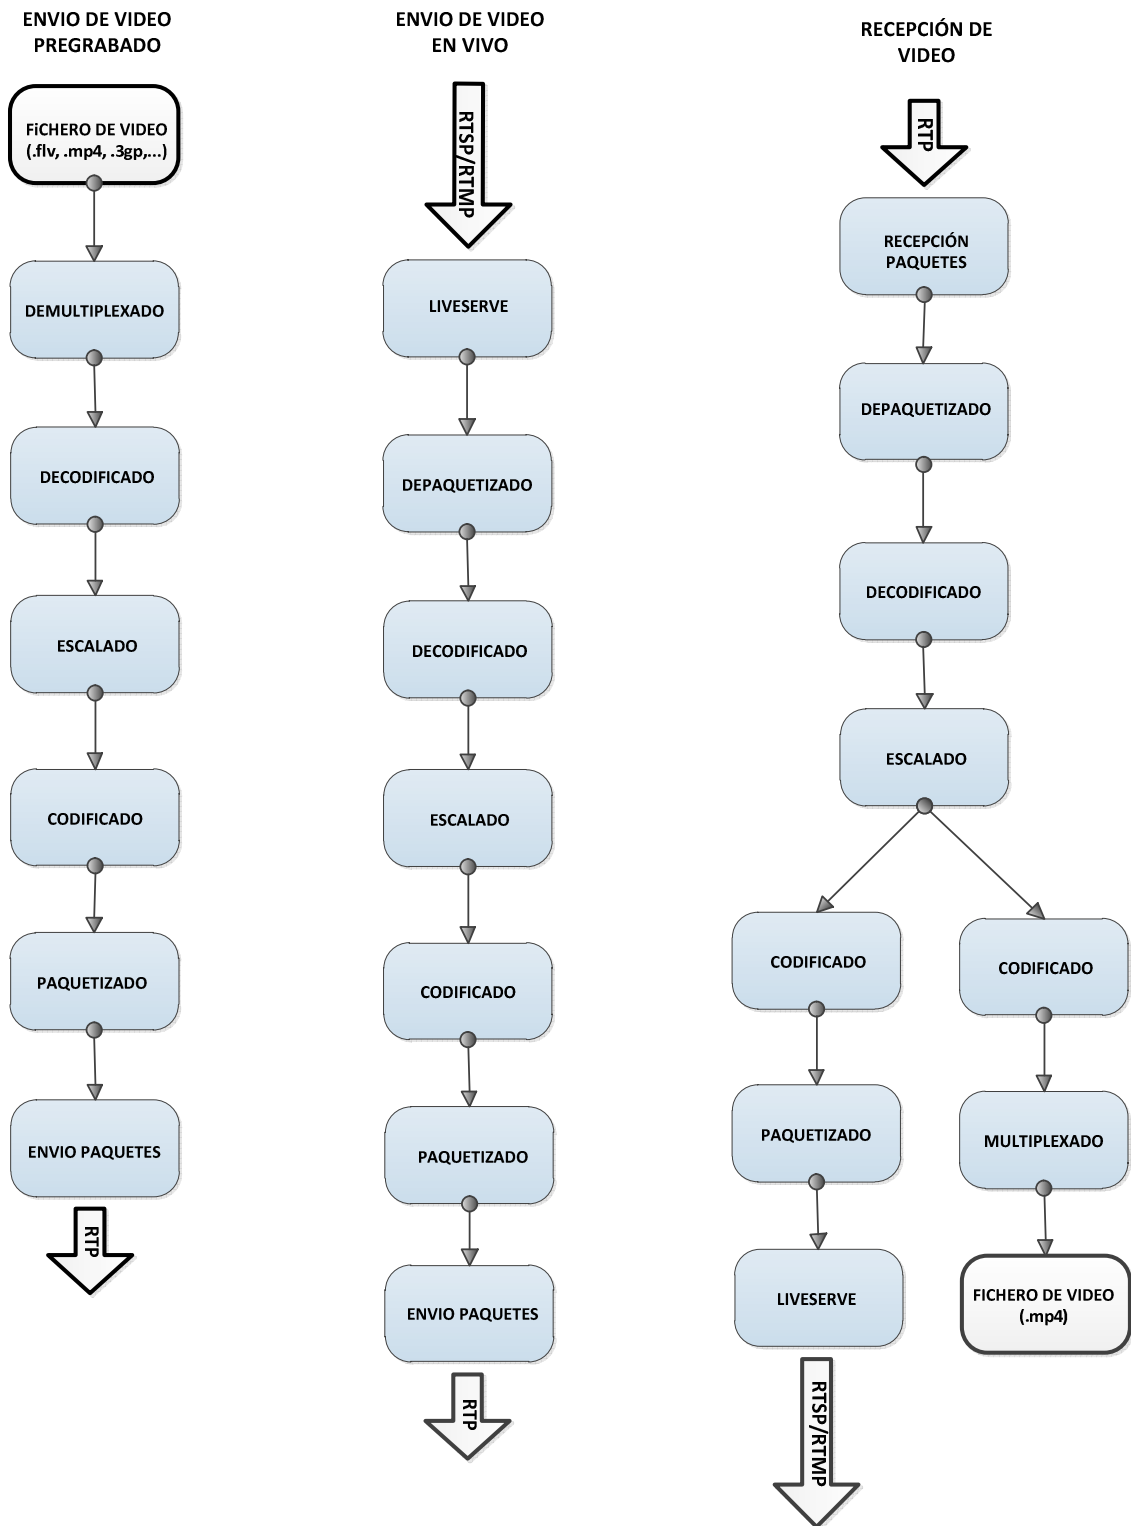 ENVIO DE VIDEO
PREGRABADO
FiCHERO DE VIDEO
(.flv, .mp4, .3gp,...)
DEMULTIPLEXADO
DECODIFICADO
ESCALADO
CODIFICADO
PAQUETIZADO
ENVIO PAQUETES
RTP
ENVIO DE VIDEO
EN VIVO
RTSP/RTMP
LIVESERVE
DEPAQUETIZADO
DECODIFICADO
ESCALADO
CODIFICADO
PAQUETIZADO
ENVIO PAQUETES
RTP
RECEPCIÓN DE
VIDEO
RTP
RECEPCIÓN
PAQUETES
DEPAQUETIZADO
DECODIFICADO
ESCALADO
CODIFICADO
PAQUETIZADO
LIVESERVE
RTSP/RTMP
CODIFICADO
MULTIPLEXADO
FICHERO DE VIDEO
(.mp4)